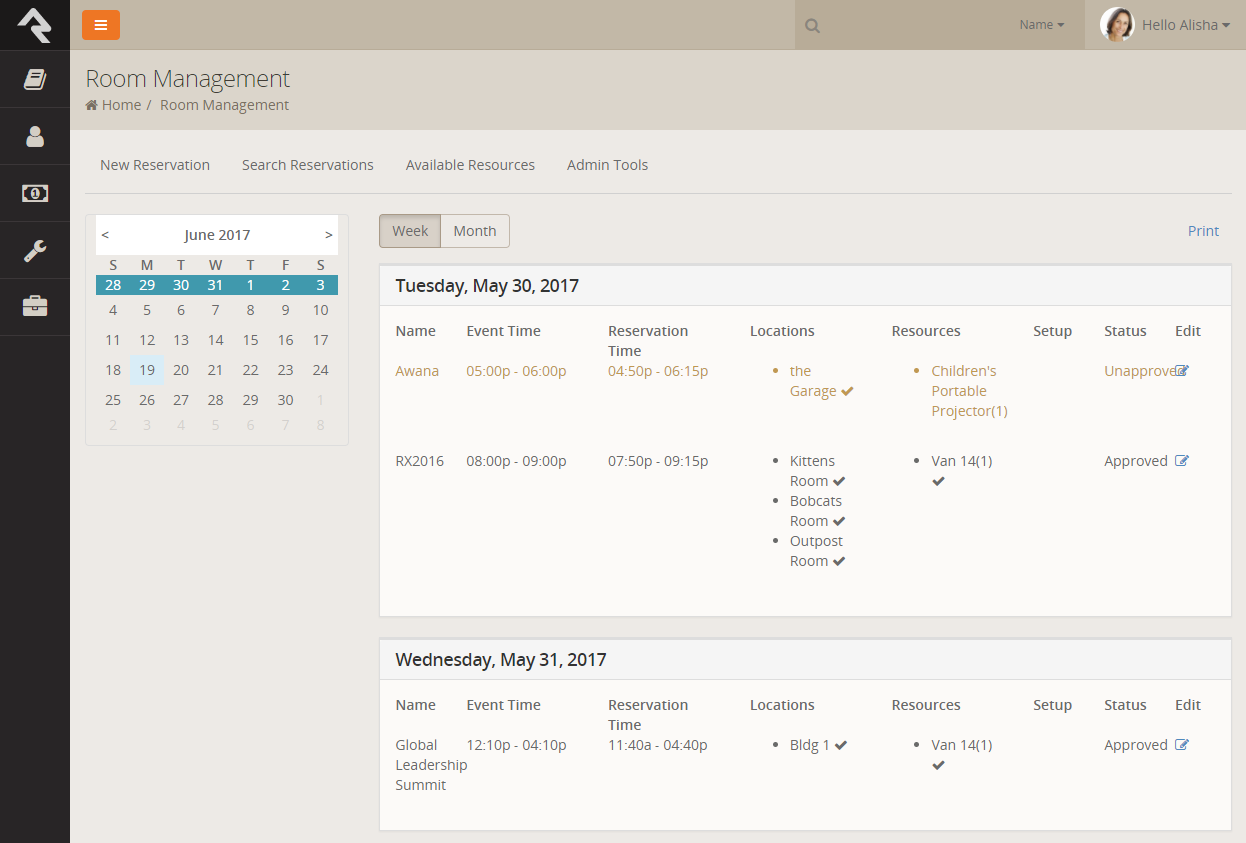 Name
Hello Alisha
Room Management
Home / Room Management
New Reservation Search Reservations Available Resources Admin Tools
< June 2017 >
S M T W T F S
28 29 30 31 1 2 3
4 5 6 7 8 9 10
11 12 13 14 15 16 17
18 19 20 21 22 23 24
25 26 27 28 29 30 1
2 3 4 5 6 7 8
Week Month
Print
Tuesday, May 30, 2017
Name Event Time Reservation Locations Resources Setup Status Edit
Time
Awana 05:00p - 06:00p 04:50p - 06:15p • the • Children's Unapprove
Garage Portable
Projector(1)
RX2016 08:00p - 09:00p 07:50p - 09:15p • Kittens • Van 14(1) Approved
Room
• Bobcats
Room
• Outpost
Room
Wednesday, May 31, 2017
Name Event Time Reservation Locations Resources Setup Status Edit
Time
Global 12:10p - 04:10p 11:40a - 04:40p • Bldg 1 • Van 14(1) Approved
Leadership
Summit